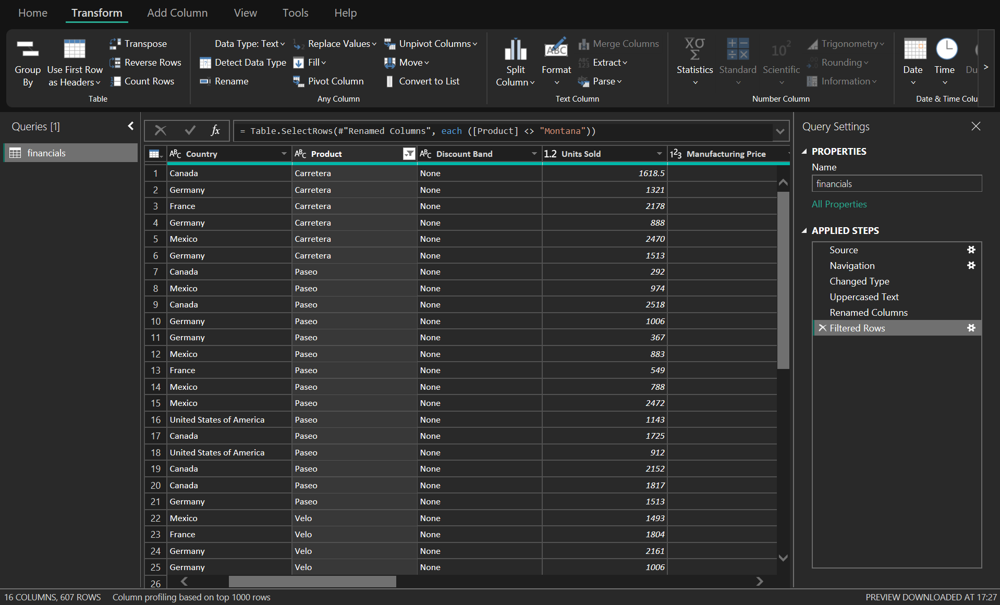 Home Transform Add Column View Tools Help
Group By
Use First Row as Headers
Transpose
Reverse Rows
Count Rows
Table
Data Type: Text
Detect Data Type
Rename
Replace Values
Fill
Pivot Column
Unpivot Columns
Move
Convert to List
Any Column
Split Column
Format
Merge Columns
Extract
Parse
Text Column
Statistics
Standard
Scientific
Trigonometry
Rounding
Information
Number Column
Date
Time
Du
Date & Time Colu
Queries [1]
financials
fx
= Table.SelectRows(#"Renamed Columns", each ([Product] <> "Montana"))
ABC Country ABC Product ABC Discount Band 1.2 Units Sold 123 Manufacturing Price
1 Canada Carretera None 1618.5
2 Germany Carretera None 1321
3 France Carretera None 2178
4 Germany Carretera None 888
5 Mexico Carretera None 2470
6 Germany Carretera None 1513
7 Canada Paseo None 292
8 Mexico Paseo None 974
9 Canada Paseo None 2518
10 Germany Paseo None 1006
11 Germany Paseo None 367
12 Mexico Paseo None 883
13 France Paseo None 549
14 Mexico Paseo None 788
15 Mexico Paseo None 2472
16 United States of America Paseo None 1143
17 Canada Paseo None 1725
18 United States of America Paseo None 912
19 Canada Paseo None 2152
20 Canada Paseo None 1817
21 Germany Paseo None 1513
22 Mexico Velo None 1493
23 France Velo None 1804
24 Germany Velo None 2161
25 Germany Velo None 1006
26
Query Settings
PROPERTIES
Name
financials
All Properties
APPLIED STEPS
Source
Navigation
Changed Type
Uppercased Text
Renamed Columns
Filtered Rows
16 COLUMNS, 607 ROWS Column profiling based on top 1000 rows
PREVIEW DOWNLOADED AT 17:27